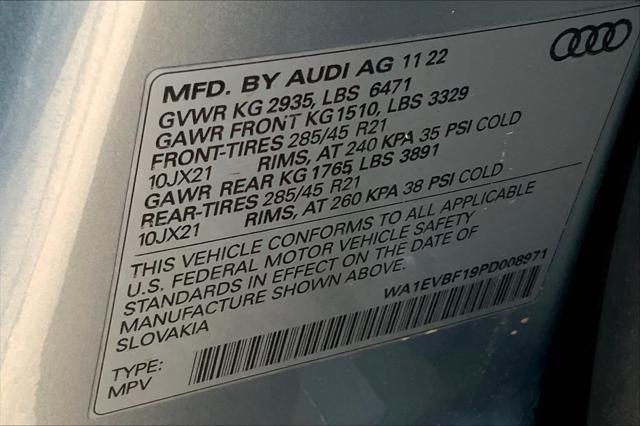 MFD. BY AUDI AG 11 22
GVWR KG 2935, LBS 6471
GAWR FRONT KG 1510, LBS 3329
FRONT-TIRES 285/45 R21
10JX21 RIMS, AT 240 KPA 35 PSI COLD
GAWR REAR KG 1765, LBS 3891
REAR-TIRES 285/45 R21
10JX21 RIMS, AT 260 KPA 38 PSI COLD
THIS VEHICLE CONFORMS TO ALL APPLICABLE
U.S. FEDERAL MOTOR VEHICLE SAFETY
STANDARDS IN EFFECT ON THE DATE OF
MANUFACTURE SHOWN ABOVE.
SLOVAKIA
WA1EVBF19PD008971
TYPE:
MPV